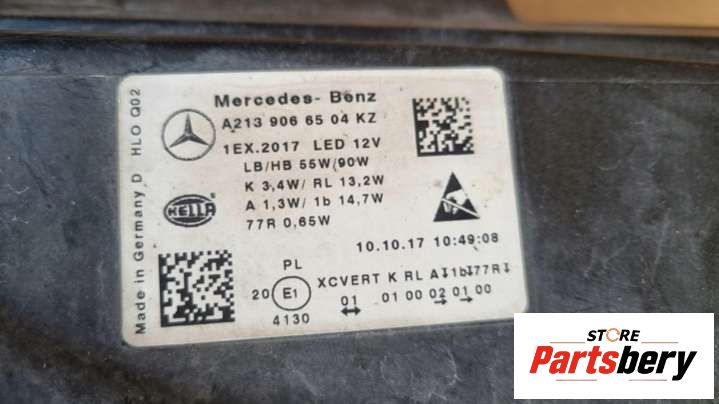 Mercedes-Benz
A213 906 65 04 KZ
1EX.2017 LED 12V
LB/HB 55W/90W
K 3,4W/ RL 13,2W
A 1,3W/ 1b 14,7W
77R 0,65W
HELLA
10.10.17 10:49:08
PL
20 E1
4130
XCVERT K RL A 1b 77R
01 01 00 02 01 00
Made in Germany D HLO Q02
STORE
Partsbery